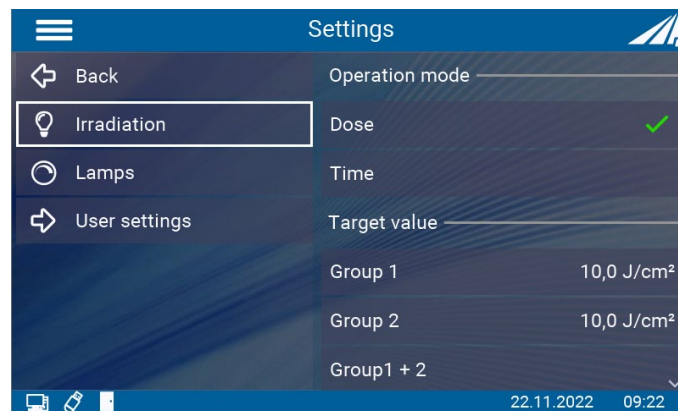 Settings
Back
Irradiation
Lamps
User settings
Operation mode
Dose
Time
Target value
Group 1 10,0 J/cm²
Group 2 10,0 J/cm²
Group1 + 2
22.11.2022 09:22